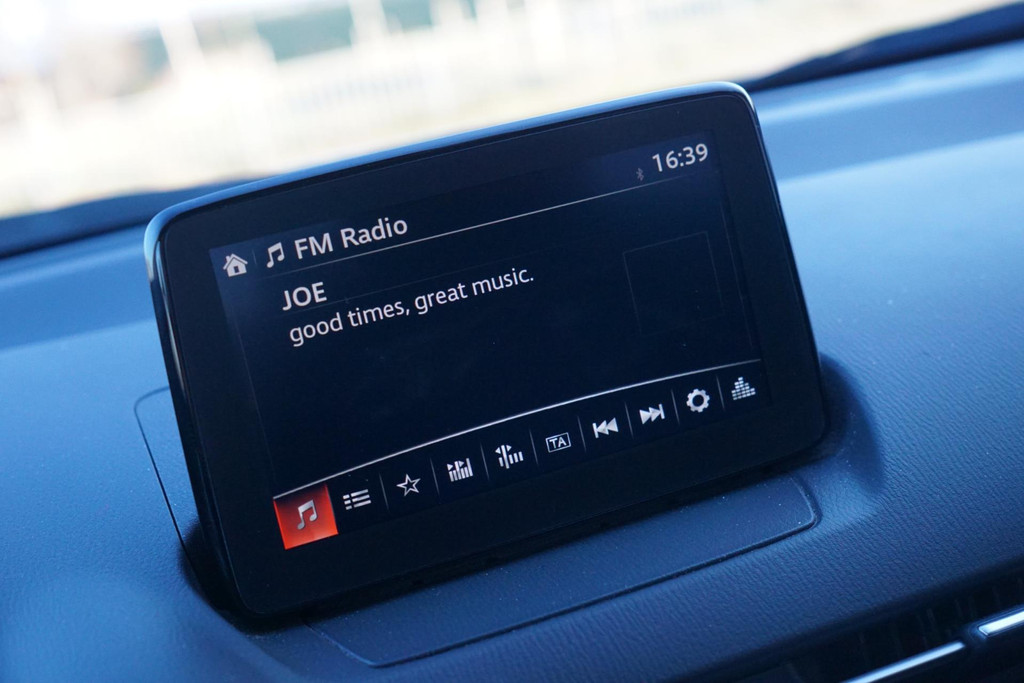 16:39
FM Radio
JOE
good times, great music.
TA